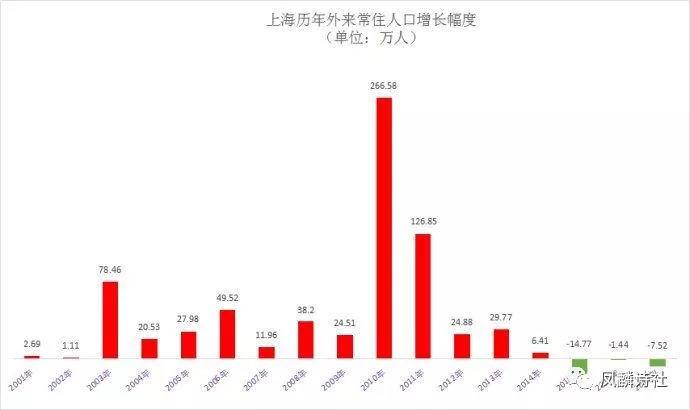 上海历年外来常住人口增长幅度
（单位：万人）
266.58
126.85
78.46
49.52
38.2
29.77
27.98
24.51
24.88
20.53
11.96
6.41
2.69
1.11
-14.77
-1.44
-7.52
2001年
2002年
2003年
2004年
2005年
2006年
2007年
2008年
2009年
2010年
2011年
2012年
2013年
2014年
凤麟诗社